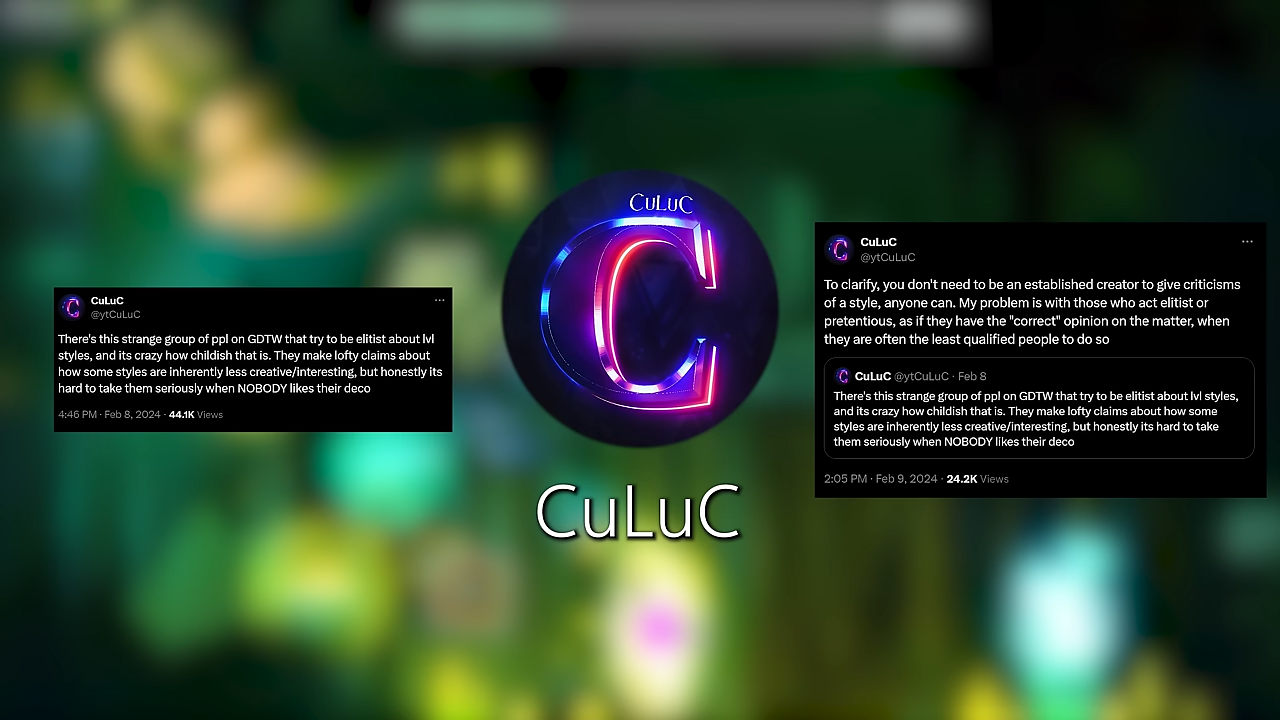 CuLuC
@ytCuLuC
There's this strange group of ppl on GDTW that try to be elitist about lvl
styles, and its crazy how childish that is. They make lofty claims about
how some styles are inherently less creative/interesting, but honestly its
hard to take them seriously when NOBODY likes their deco
4:46 PM · Feb 8, 2024 · 44.1K Views
CULUC
CuLuC
CuLuC
@ytCuLuC
To clarify, you don't need to be an established creator to give criticisms
of a style, anyone can. My problem is with those who act elitist or
pretentious, as if they have the "correct" opinion on the matter, when
they are often the least qualified people to do so
CuLuC @ytCuLuC · Feb 8
There's this strange group of ppl on GDTW that try to be elitist about lvl styles,
and its crazy how childish that is. They make lofty claims about how some
styles are inherently less creative/interesting, but honestly its hard to take
them seriously when NOBODY likes their deco
2:05 PM · Feb 9, 2024 · 24.2K Views